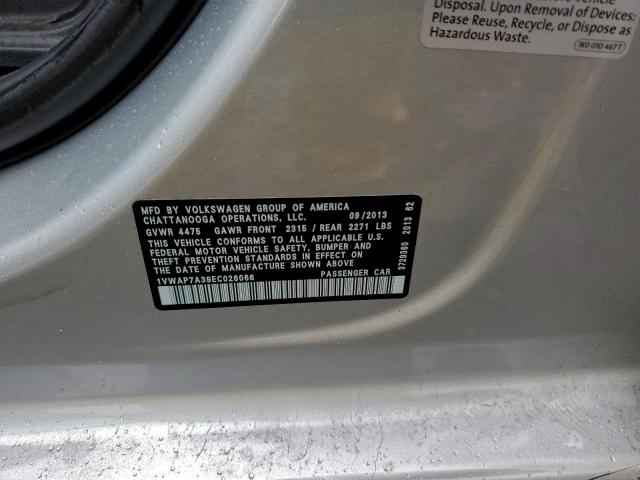 Disposal. Upon Removal of Devices:
Please Reuse, Recycle, or Dispose as
Hazardous Waste.
1K0 010 467 T
MFD BY VOLKSWAGEN GROUP OF AMERICA
CHATTANOOGA OPERATIONS, LLC. 09/2013
GVWR 4475 GAWR FRONT 2315 / REAR 2271 LBS
THIS VEHICLE CONFORMS TO ALL APPLICABLE U.S.
FEDERAL MOTOR VEHICLE SAFETY, BUMPER AND
THEFT PREVENTION STANDARDS IN EFFECT ON
THE DATE OF MANUFACTURE SHOWN ABOVE
1VWAP7A39EC026066 PASSENGER CAR
3729360 2013 62